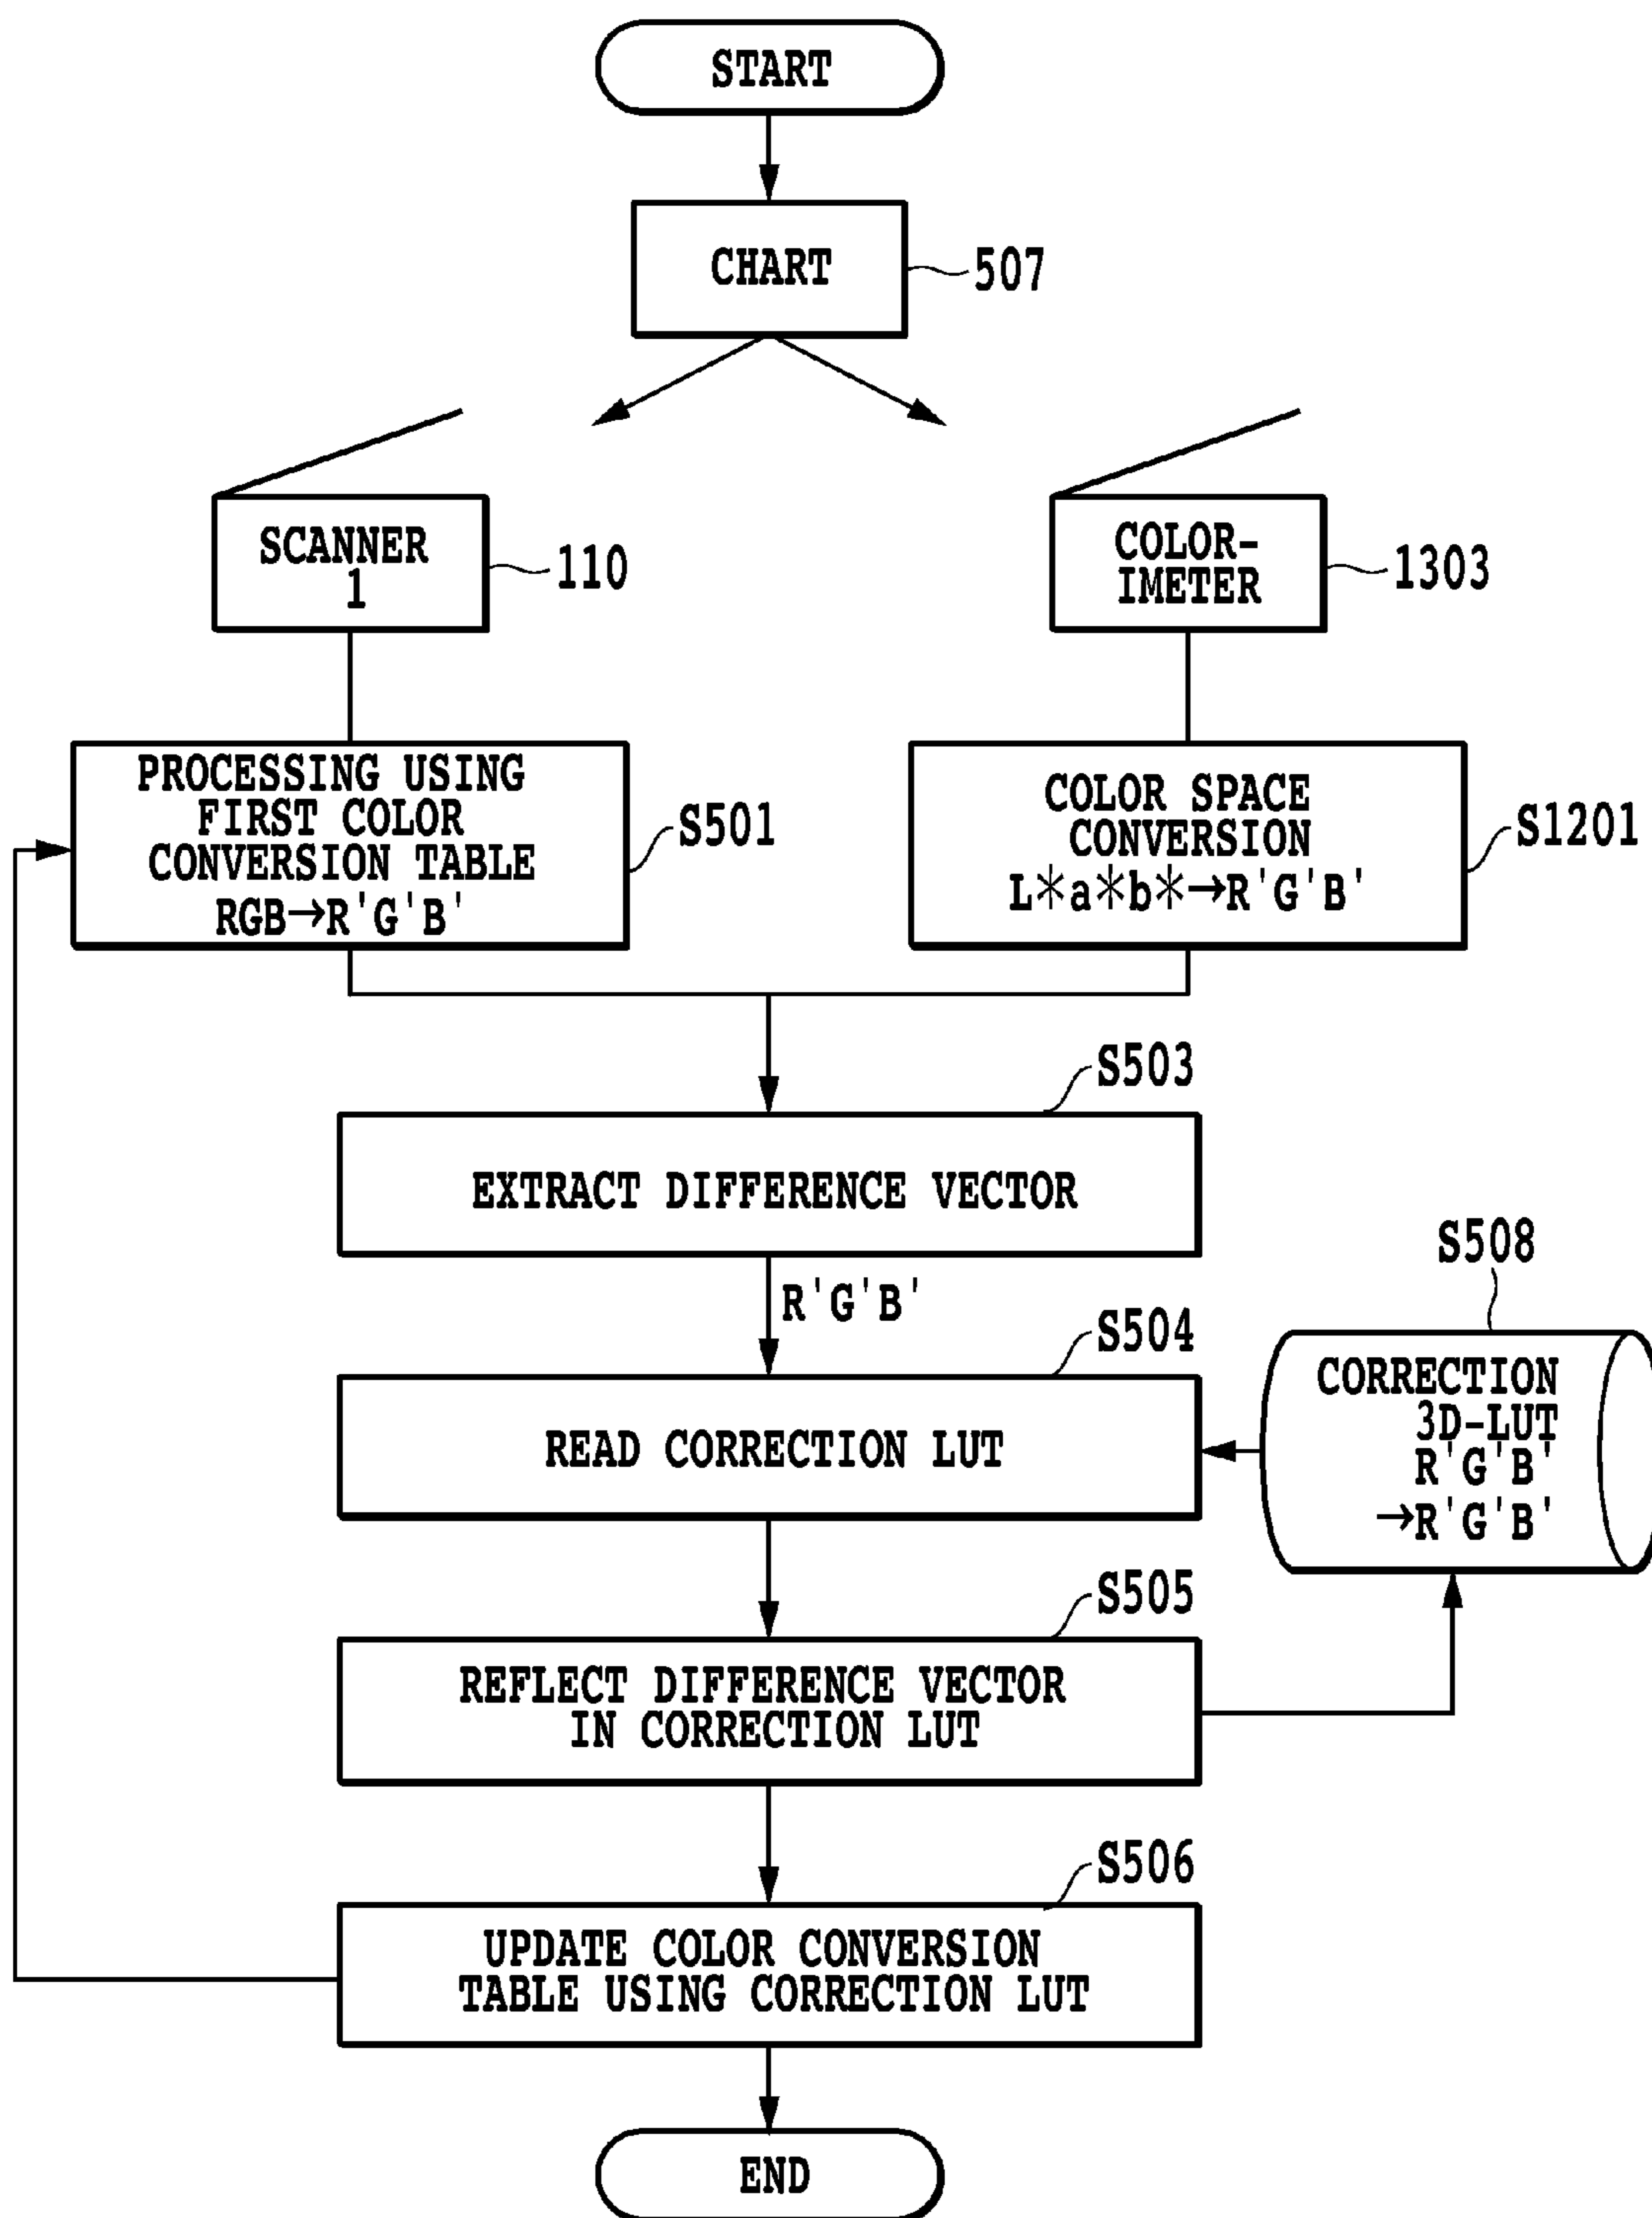 START
CHART
507
SCANNER
1
110
COLOR-
IMETER
1303
PROCESSING USING
FIRST COLOR
CONVERSION TABLE
RGB→R'G'B'
S501
COLOR SPACE
CONVERSION
L*a*b*→R'G'B'
S1201
S503
EXTRACT DIFFERENCE VECTOR
R'G'B'
S504
READ CORRECTION LUT
S508
CORRECTION
3D-LUT
R'G'B'
→R'G'B'
S505
REFLECT DIFFERENCE VECTOR
IN CORRECTION LUT
S506
UPDATE COLOR CONVERSION
TABLE USING CORRECTION LUT
END